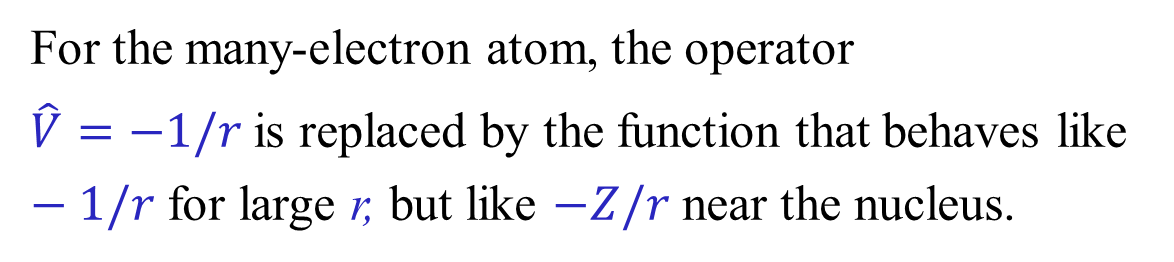 For the many-electron atom, the operator
V̂ = −1/r is replaced by the function that behaves like
− 1/r for large r, but like −Z/r near the nucleus.